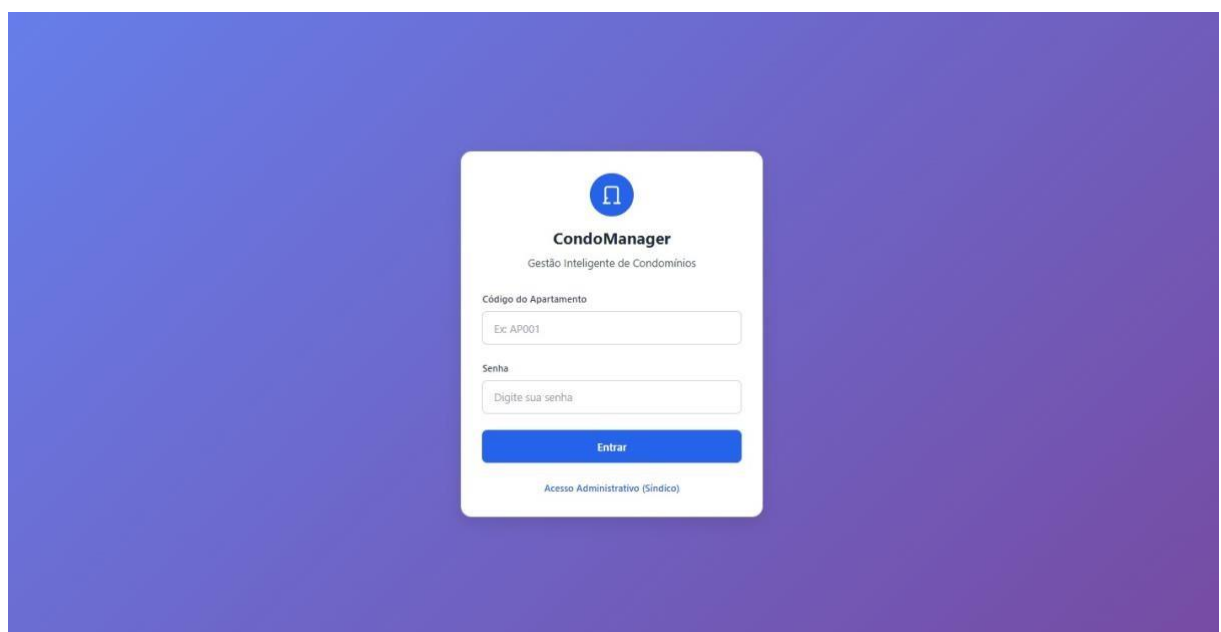 CondoManager
Gestão Inteligente de Condomínios
Código do Apartamento
Ex: AP001
Senha
Digite sua senha
Entrar
Acesso Administrativo (Síndico)